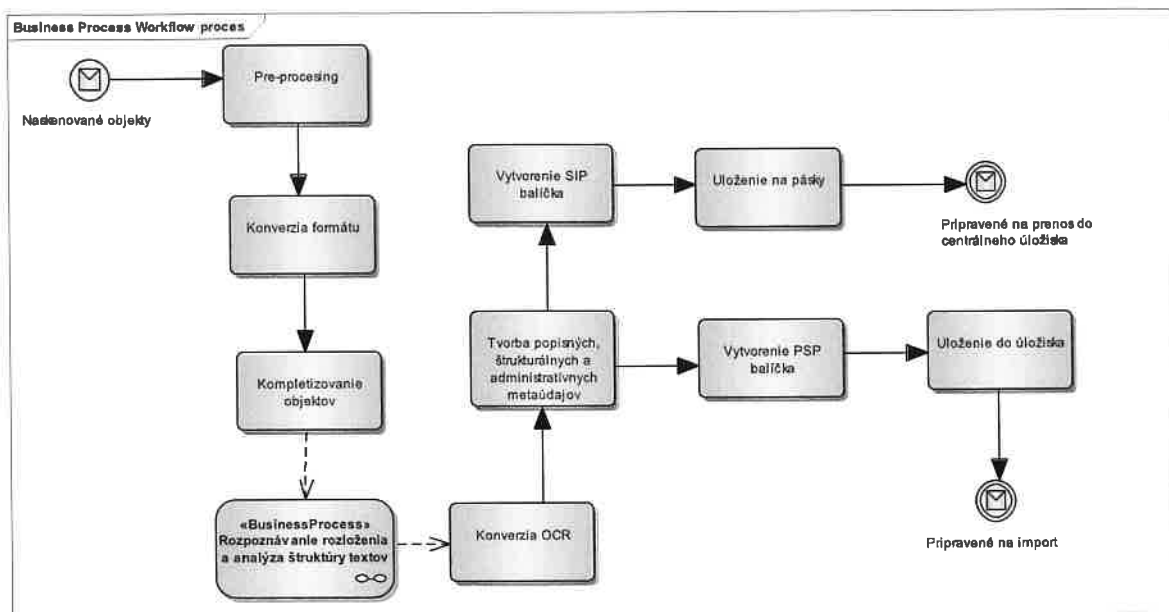 Business Process Workflow proces
Naskenované objekty
Pre-procesing
Konverzia formátu
Kompletizovanie
objektov
«BusinessProcess»
Rozpoznávanie rozloženia
a analýza štruktúry textov
Konverzia OCR
Tvorba popisných,
štrukturálnych a
administratívnych
metaúdajov
Vytvorenie SIP
balíčka
Uloženie na pásky
Pripravené na prenos do
centrálneho úložiska
Vytvorenie PSP
balíčka
Uloženie do úložiska
Pripravené na import